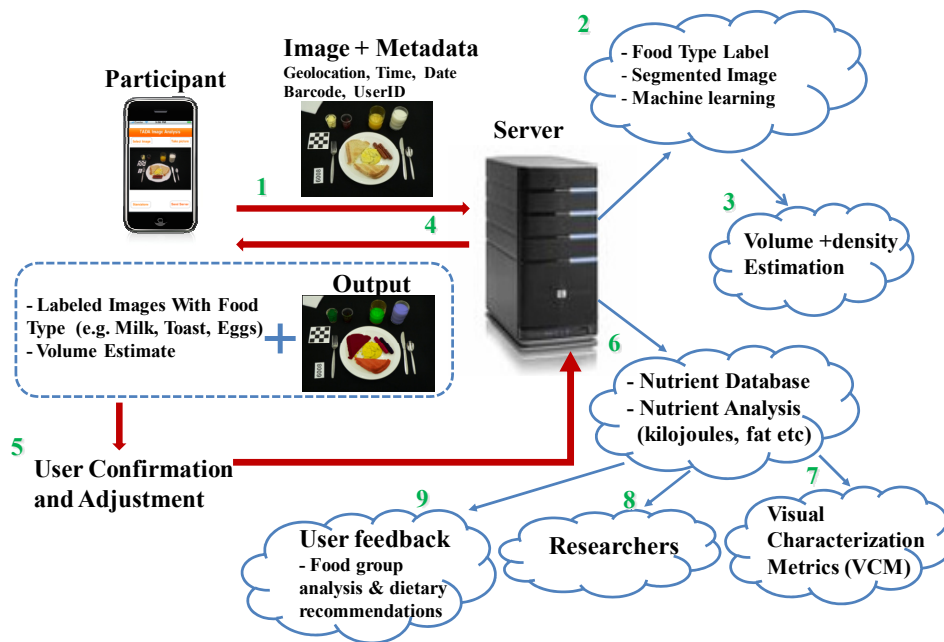 Participant
Image + Metadata
Geolocation, Time, Date
Barcode, UserID
1
4
Server
2
- Food Type Label
- Segmented Image
- Machine learning
3
Volume +density
Estimation
- Labeled Images With Food
Type (e.g. Milk, Toast, Eggs)
- Volume Estimate
+
Output
5
User Confirmation
and Adjustment
6
- Nutrient Database
- Nutrient Analysis
(kilojoules, fat etc)
7
Visual
Characterization
Metrics (VCM)
8
Researchers
9
User feedback
- Food group
analysis & dietary
recommendations